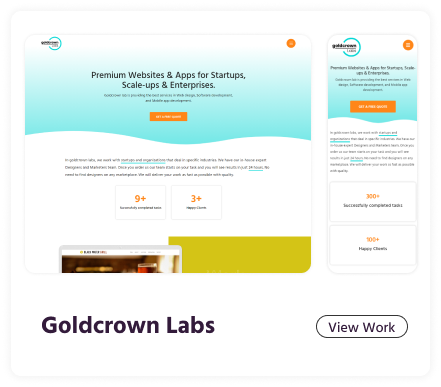 goldcrown
Labs
Premium Websites & Apps for Startups,
Scale-ups & Enterprises.
Goldcrown labs is providing the best services in Web design, Software development,
and Mobile app development.
GET A FREE QUOTE
In goldcrown labs, we work with startups and organizations that deal in specific industries. We have our in-house expert
Designers and Marketers team. Once you order us our team starts on your task and you will see results in just 24 hours. No
need to find designers on any marketplace. We will deliver your work as fast as possible with quality.
9+
Successfully completed tasks
3+
Happy Clients
goldcrown
Labs
Premium Websites & Apps for Startups, Scale-
ups & Enterprises.
Goldcrown labs is providing the best services in Web
design, Software development, and Mobile app
development.
GET A FREE QUOTE
In goldcrown labs, we work with startups and
organizations that deal in specific industries. We have our
in-house expert Designers and Marketers team. Once you
order us our team starts on your task and you will see
results in just 24 hours. No need to find designers on any
marketplace. We will deliver your work as fast as possible
with quality.
300+
Successfully completed tasks
100+
Happy Clients
Goldcrown Labs
View Work